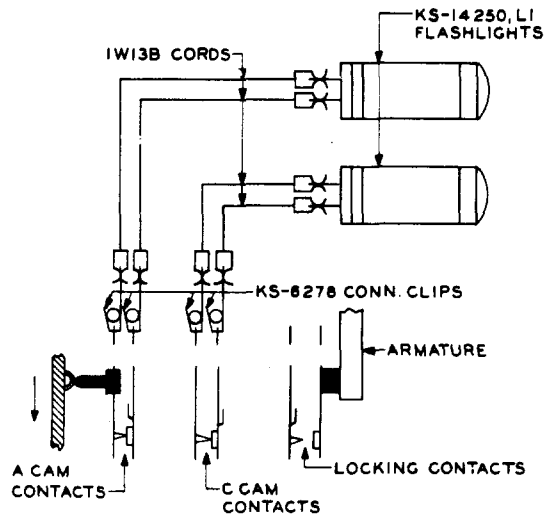 KS-14250, L1
FLASHLIGHTS
1W13B CORDS
KS-6278 CONN. CLIPS
ARMATURE
A CAM
CONTACTS
C CAM
CONTACTS
LOCKING CONTACTS